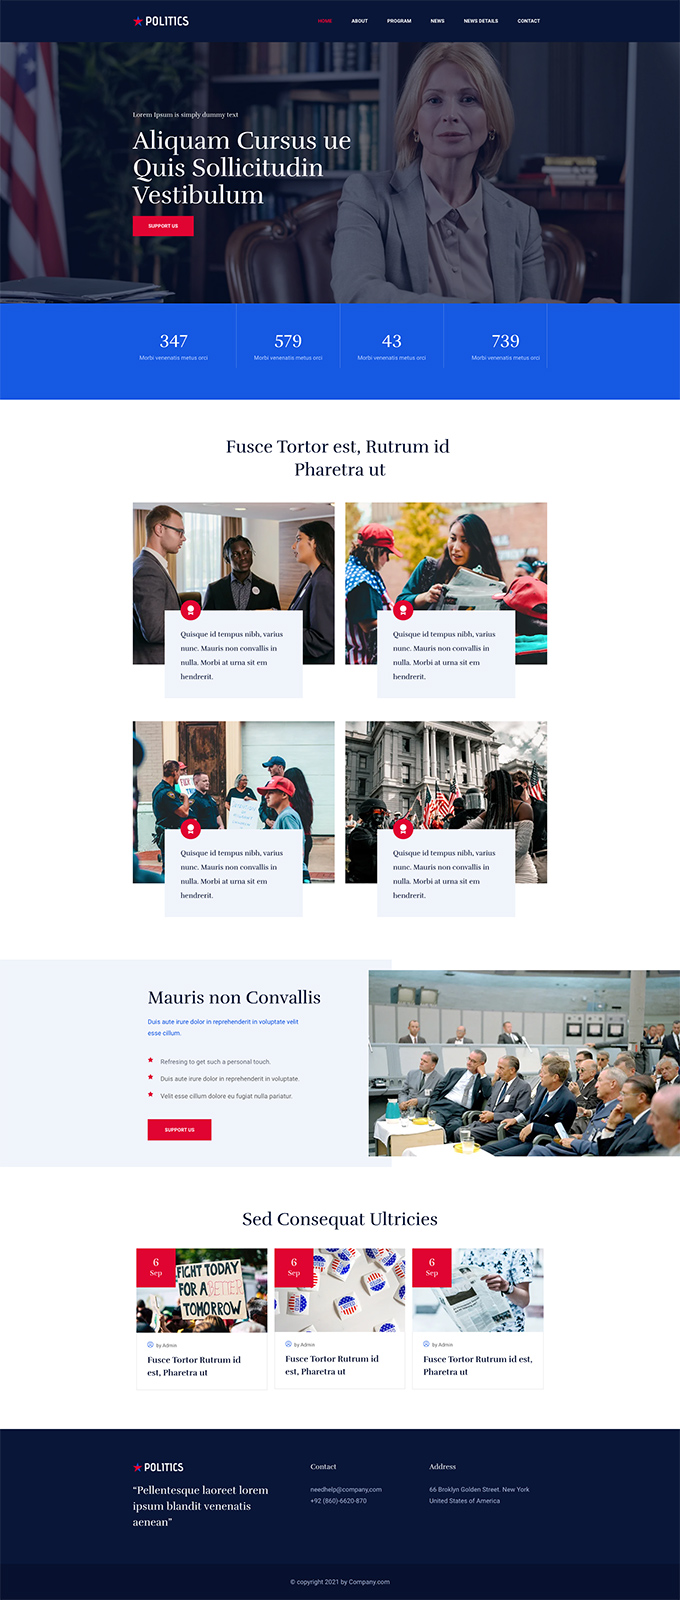 POLITICS
HOME ABOUT PROGRAM NEWS NEWS DETAILS CONTACT
Lorem Ipsum is simply dummy text
Aliquam Cursus ue
Quis Sollicitudin
Vestibulum
SUPPORT US
347
Morbi venenatis metus orci
579
Morbi venenatis metus orci
43
Morbi venenatis metus orci
739
Morbi venenatis metus orci
Fusce Tortor est, Rutrum id
Pharetra ut
Quisque id tempus nibh, varius
nunc. Mauris non convallis in
nulla. Morbi at urna sit em
hendrerit.
Quisque id tempus nibh, varius
nunc. Mauris non convallis in
nulla. Morbi at urna sit em
hendrerit.
Quisque id tempus nibh, varius
nunc. Mauris non convallis in
nulla. Morbi at urna sit em
hendrerit.
Quisque id tempus nibh, varius
nunc. Mauris non convallis in
nulla. Morbi at urna sit em
hendrerit.
Mauris non Convallis
Duis aute irure dolor in reprehenderit in voluptate velit
esse cillum.
Refresing to get such a personal touch.
Duis aute irure dolor in reprehenderit in voluptate.
Velit esse cillum dolore eu fugiat nulla pariatur.
SUPPORT US
Sed Consequat Ultricies
6
Sep
FIGHT TODAY
FOR A BETTER
TOMORROW
by Admin
Fusce Tortor Rutrum id
est, Pharetra ut
6
Sep
by Admin
Fusce Tortor Rutrum id
est, Pharetra ut
6
Sep
by Admin
Fusce Tortor Rutrum id est,
Pharetra ut
POLITICS
“Pellentesque laoreet lorem
ipsum blandit venenatis
aenean”
Contact
needhelp@company.com
+92 (860)-6620-870
Address
66 Broklyn Golden Street. New York
United States of America
© copyright 2021 by Company.com